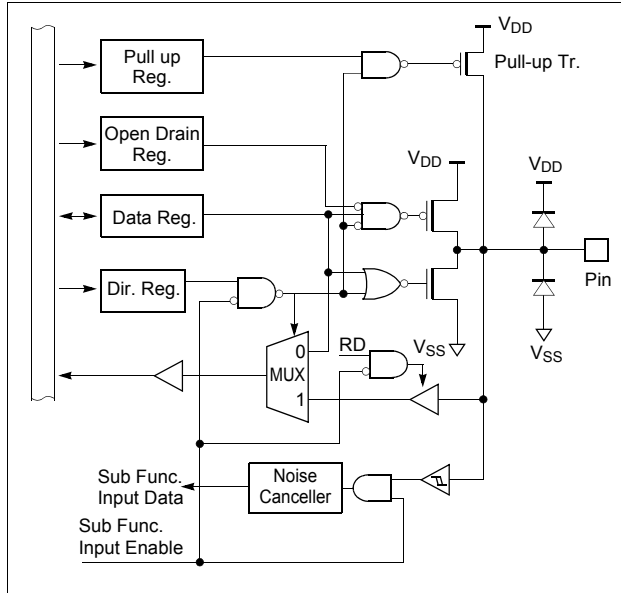 VDD
Pull up
Reg.
Pull-up Tr.
Open Drain
Reg.
VDD
VDD
Data Reg.
Dir. Reg.
Pin
0
RD
VSS
VSS
MUX
1
Sub Func.
Input Data
Noise
Canceller
Sub Func.
Input Enable